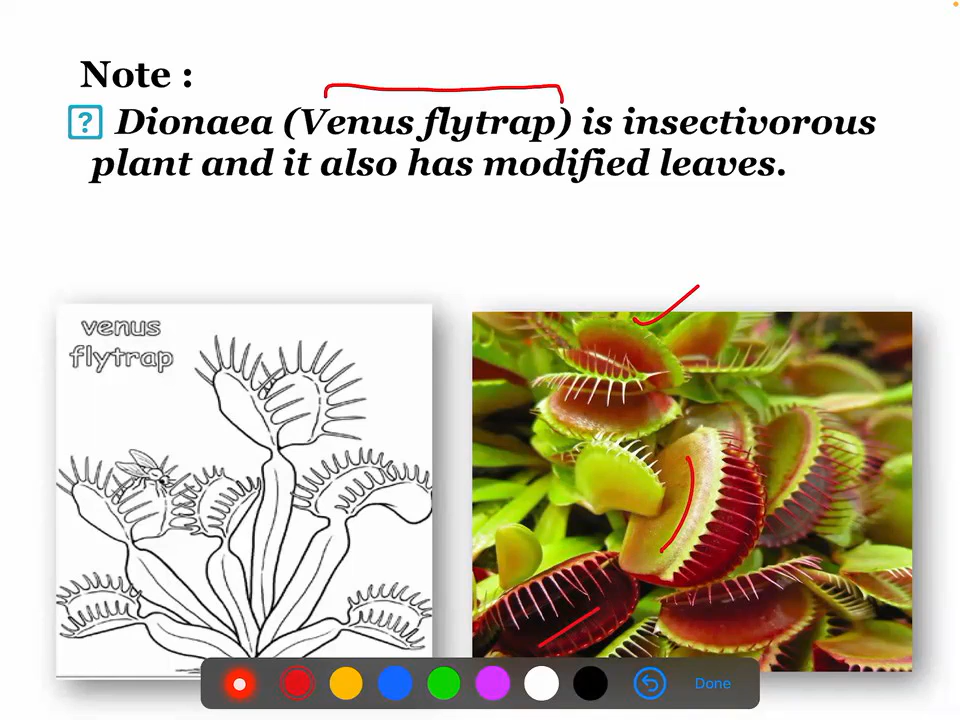 Note :
? Dionaea (Venus flytrap) is insectivorous
plant and it also has modified leaves.
venus
flytrap
Done